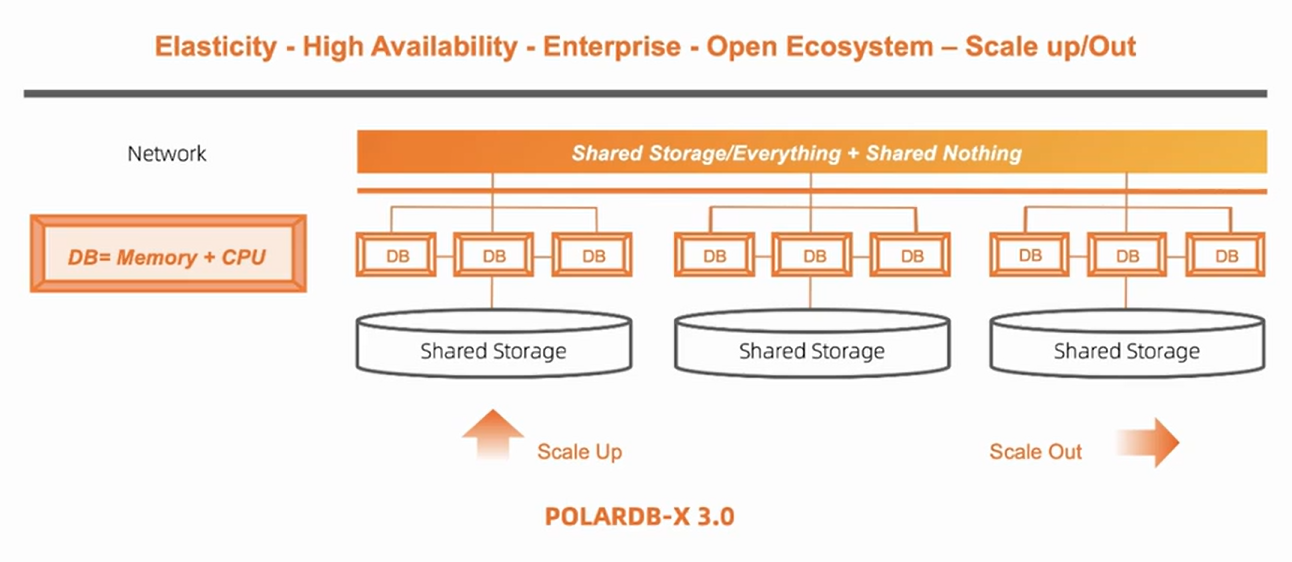 Elasticity - High Availability - Enterprise - Open Ecosystem – Scale up/Out
Network
Shared Storage/Everything + Shared Nothing
DB= Memory + CPU
DB DB DB DB DB DB DB DB DB
Shared Storage Shared Storage Shared Storage
Scale Up
Scale Out
POLARDB-X 3.0